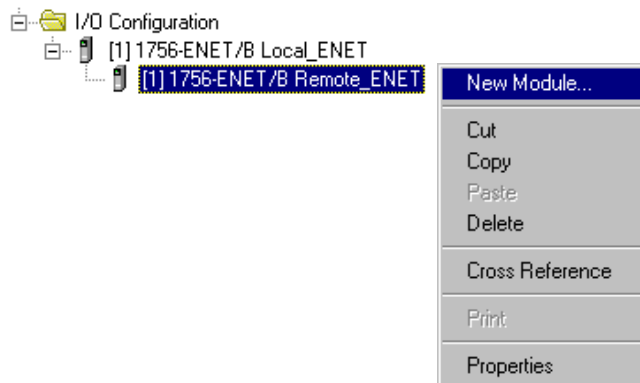 I/O Configuration
[1] 1756-ENET/B Local_ENET
[1] 1756-ENET/B Remote_ENET
New Module...
Cut
Copy
Paste
Delete
Cross Reference
Print
Properties